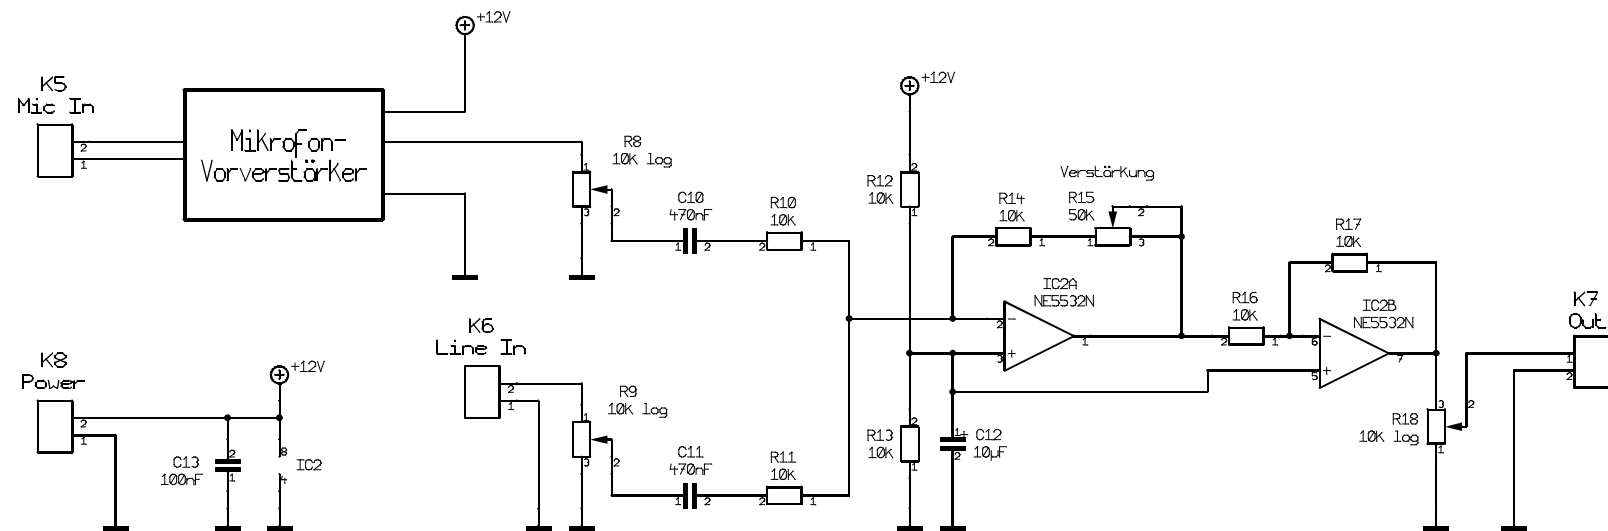 +12V
K5
Mic In
2
1
Mikrofon-
Vorverstärker
R8
10k log
1
3
2
C10
470nF
1
2
R10
10k
2
1
+12V
R12
10k
2
1
Verstärkung
R14
10k
2
1
R15
50k
1
2
3
R17
10k
2
1
IC2A
NE5532N
2
-
3
+
1
R16
10k
2
1
IC2B
NE5532N
6
-
5
+
7
K7
Out
1
2
K6
Line In
2
1
R9
10k log
1
3
2
C11
470nF
1
2
R11
10k
2
1
R13
10k
2
1
1+
C12
10µF
2
R18
10k log
3
2
1
K8
Power
2
1
+12V
C13
100nF
2
1
8
IC2
4